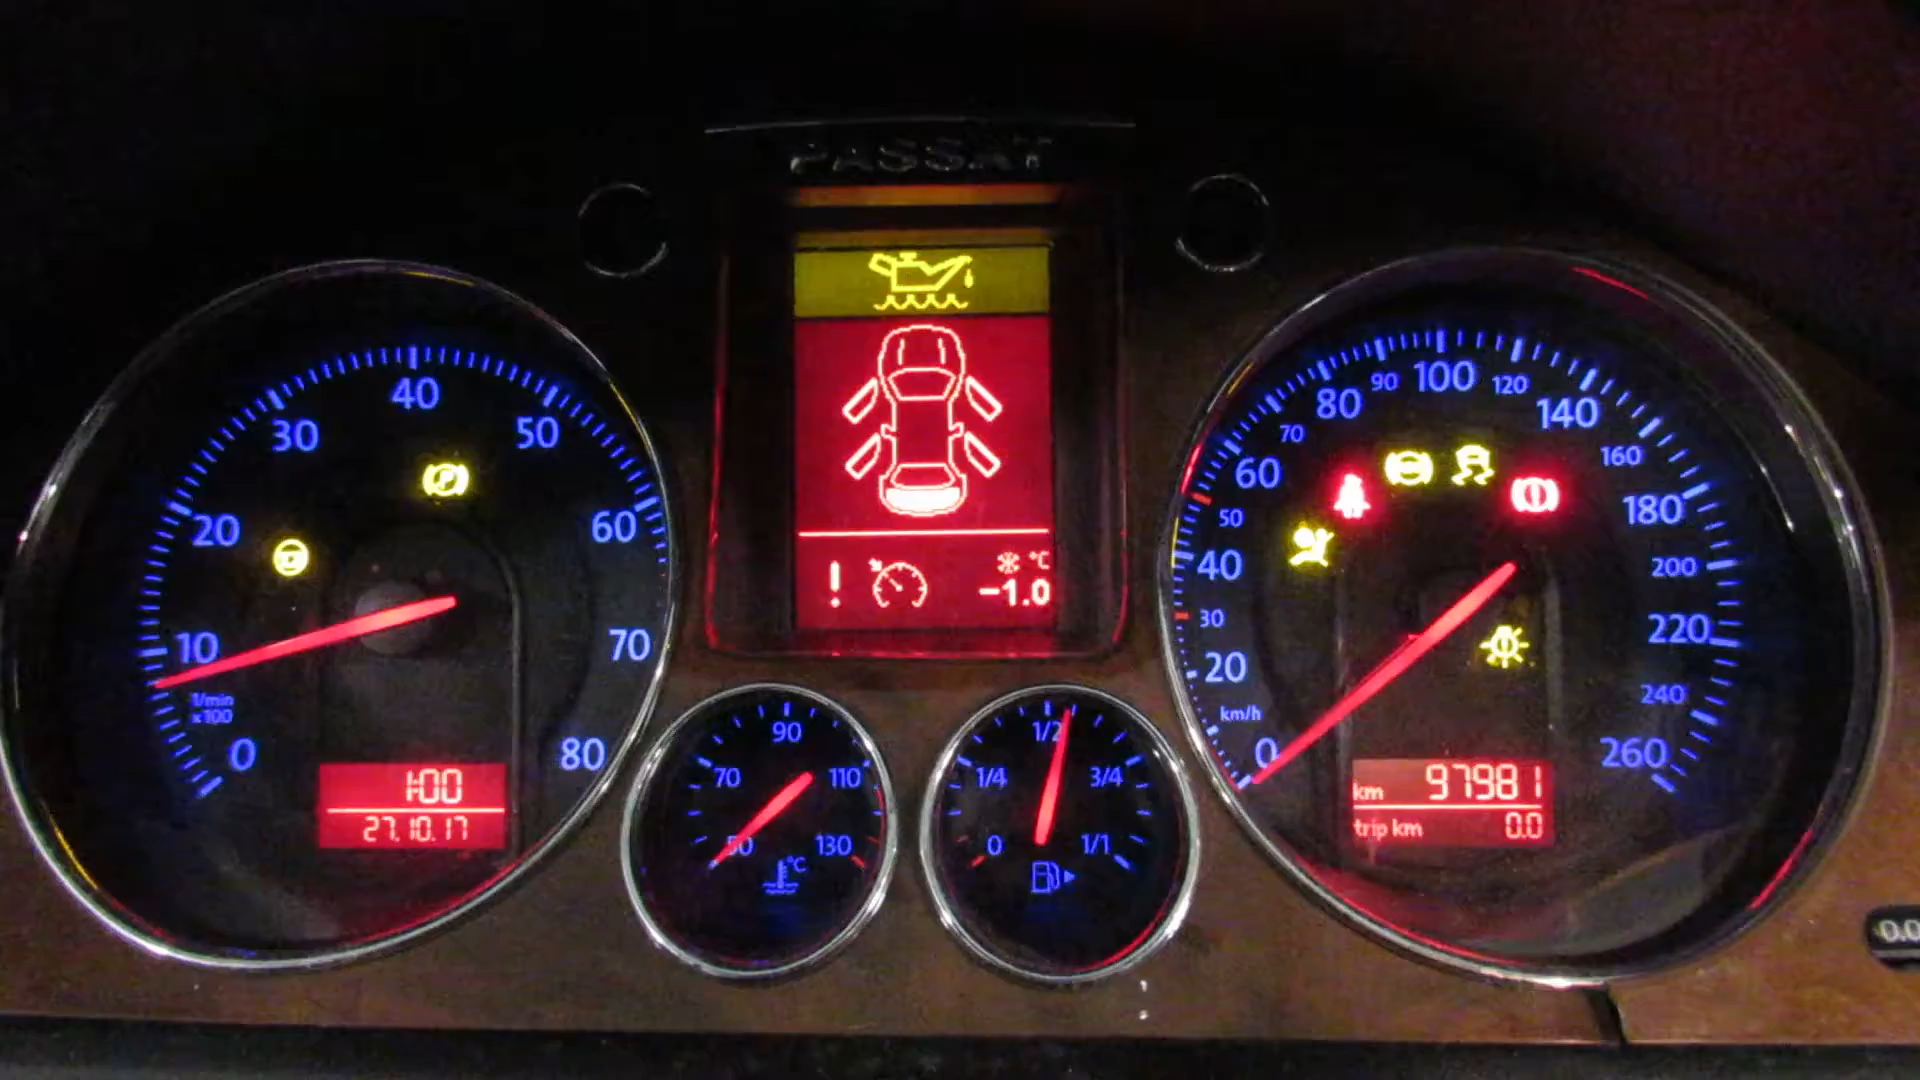 PASSAT
0 10 20 30 40 50 60 70 80
1/min
x100
1:00
27.10.17
°C
-1.0
50 70 90 110 130
°C
0 1/4 1/2 3/4 1/1
0 20 30 40 50 60 70 80 90 100 120 140 160 180 200 220 240 260
km/h
km 97981
trip km 0.0
0.0